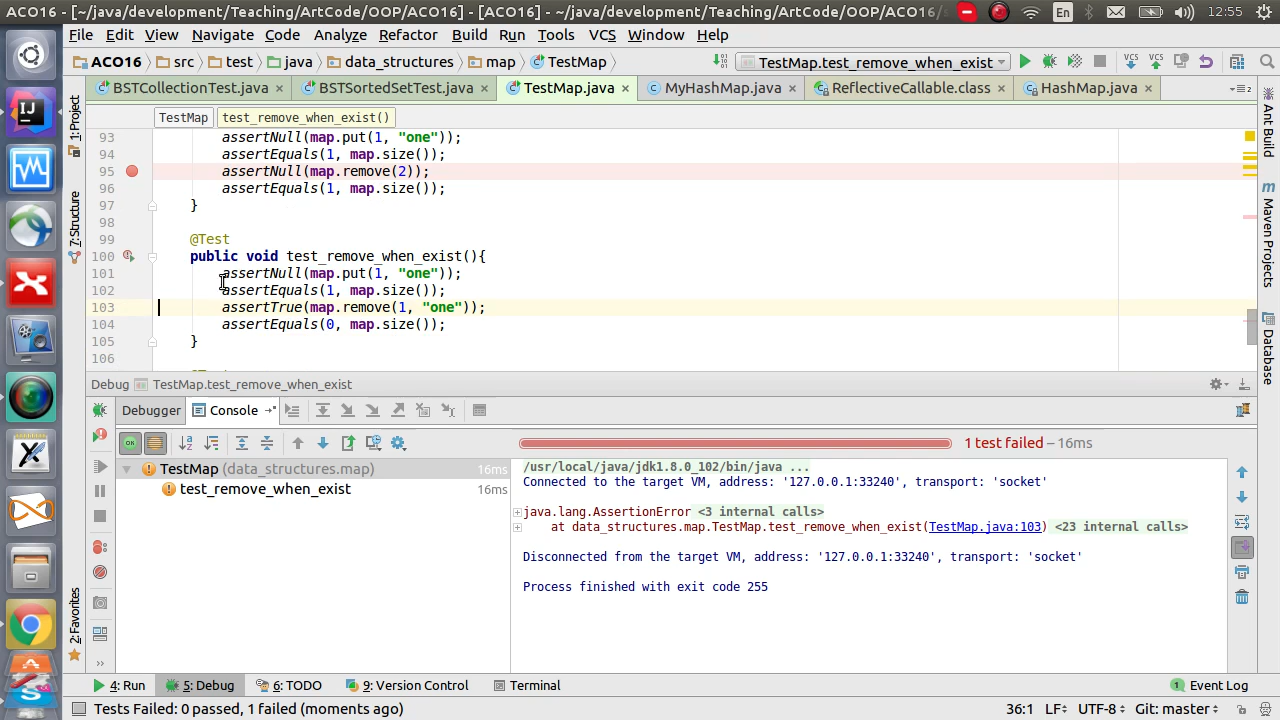 ACO16 - [~/java/development/Teaching/ArtCode/OOP/ACO16] - [ACO16] - ~/java/development/Teaching/ArtCode/OOP/ACO16/ En 12:55
File Edit View Navigate Code Analyze Refactor Build Run Tools VCS Window Help
ACO16 src test java data_structures map TestMap TestMap.test_remove_when_exist VCS VCS
BSTCollectionTest.java BSTSortedSetTest.java TestMap.java MyHashMap.java ReflectiveCallable.class HashMap.java
1: Project
7: Structure
2: Favorites
Ant Build
Maven Projects
Database
TestMap test_remove_when_exist()
93 assertNull(map.put(1, "one"));
94 assertEquals(1, map.size());
95 assertNull(map.remove(2));
96 assertEquals(1, map.size());
97 }
98
99 @Test
100 public void test_remove_when_exist(){
101 assertNull(map.put(1, "one"));
102 assertEquals(1, map.size());
103 assertTrue(map.remove(1, "one"));
104 assertEquals(0, map.size());
105 }
106
Debug TestMap.test_remove_when_exist
Debugger Console
1 test failed – 16ms
TestMap (data_structures.map) 16ms
test_remove_when_exist 16ms
/usr/local/java/jdk1.8.0_102/bin/java ...
Connected to the target VM, address: '127.0.0.1:33240', transport: 'socket'
java.lang.AssertionError <3 internal calls>
at data_structures.map.TestMap.test_remove_when_exist(TestMap.java:103) <23 internal calls>
Disconnected from the target VM, address: '127.0.0.1:33240', transport: 'socket'
Process finished with exit code 255
4: Run 5: Debug 6: TODO 9: Version Control Terminal 1 Event Log
Tests Failed: 0 passed, 1 failed (moments ago) 36:1 LF UTF-8 Git: master